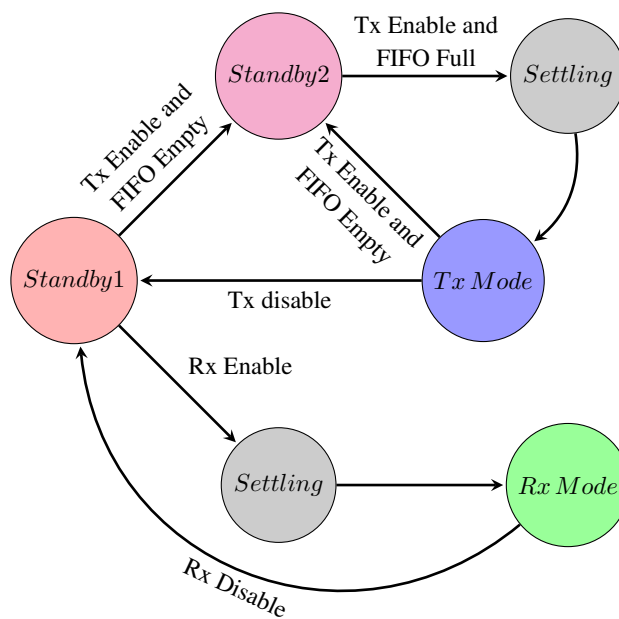 Tx Enable and
FIFO Full
Standby2
Settling
Tx Enable and
FIFO Empty
Tx Enable and
FIFO Empty
Standby1
Tx Mode
Tx disable
Rx Enable
Settling
Rx Mode
Rx Disable